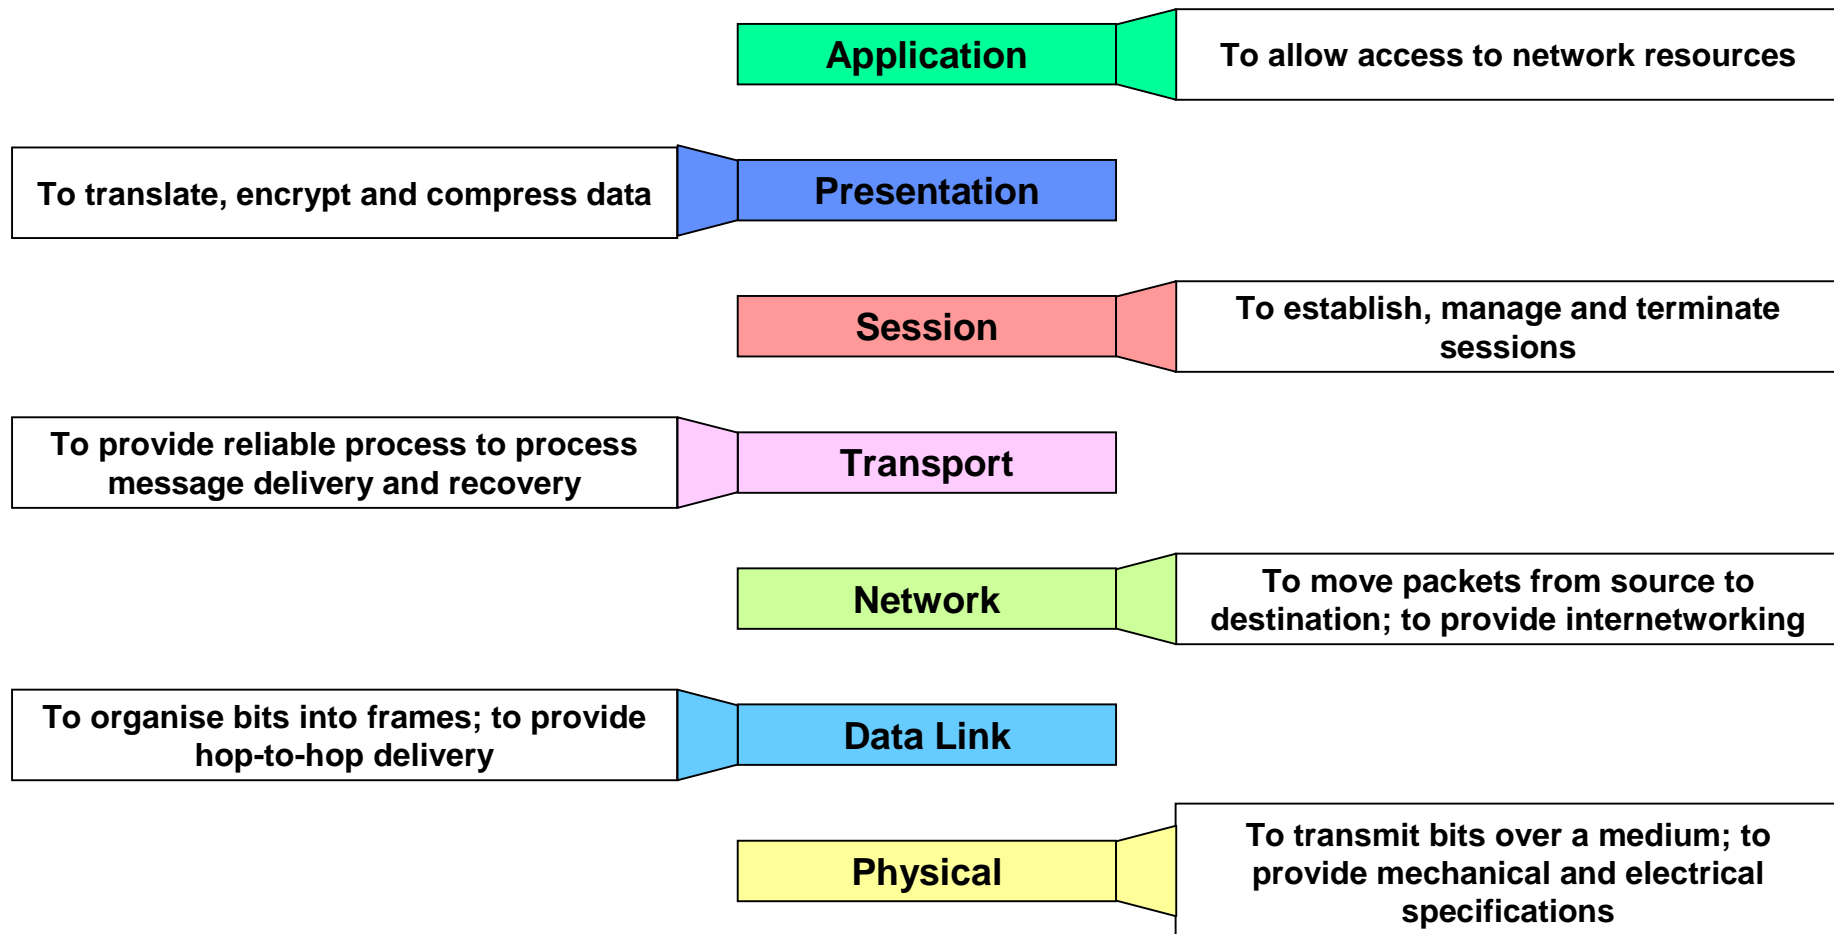 Application
To allow access to network resources
To translate, encrypt and compress data
Presentation
Session
To establish, manage and terminate
sessions
To provide reliable process to process
message delivery and recovery
Transport
Network
To move packets from source to
destination; to provide internetworking
To organise bits into frames; to provide
hop-to-hop delivery
Data Link
Physical
To transmit bits over a medium; to
provide mechanical and electrical
specifications